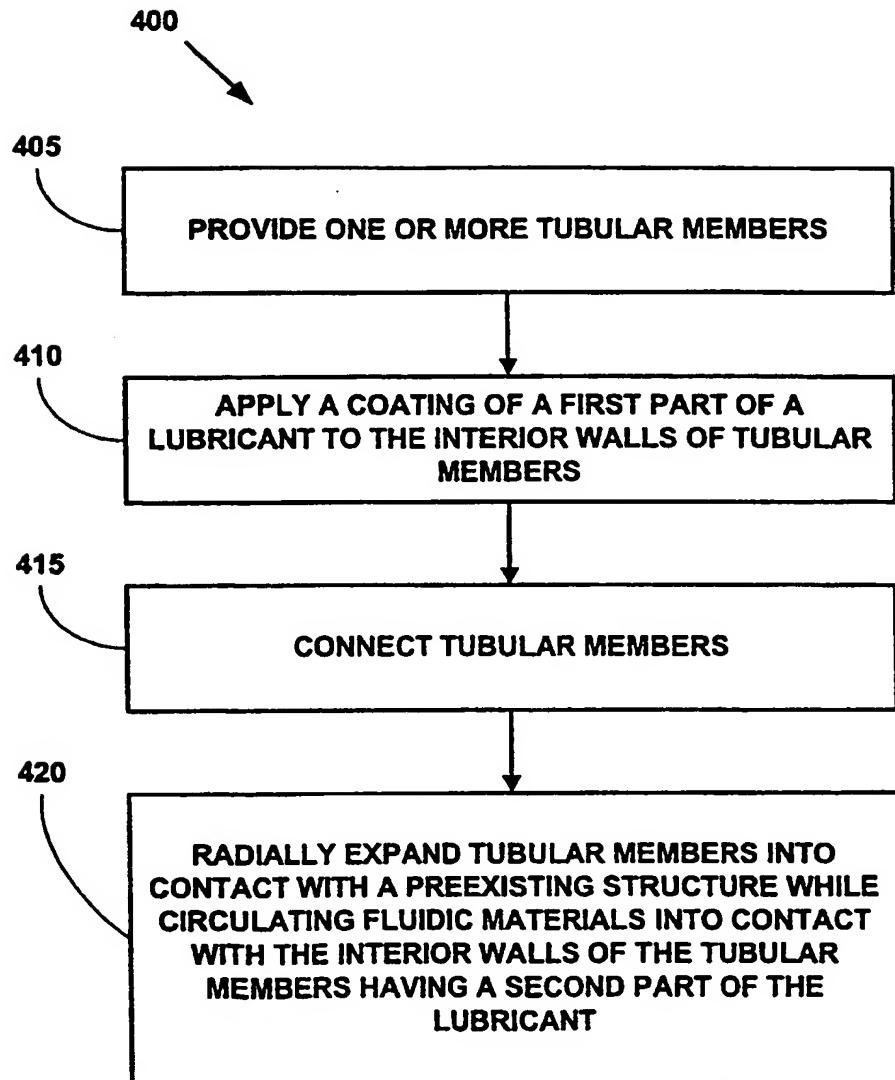 400
405
PROVIDE ONE OR MORE TUBULAR MEMBERS
410
APPLY A COATING OF A FIRST PART OF A
LUBRICANT TO THE INTERIOR WALLS OF TUBULAR
MEMBERS
415
CONNECT TUBULAR MEMBERS
420
RADIALLY EXPAND TUBULAR MEMBERS INTO
CONTACT WITH A PREEXISTING STRUCTURE WHILE
CIRCULATING FLUIDIC MATERIALS INTO CONTACT
WITH THE INTERIOR WALLS OF THE TUBULAR
MEMBERS HAVING A SECOND PART OF THE
LUBRICANT